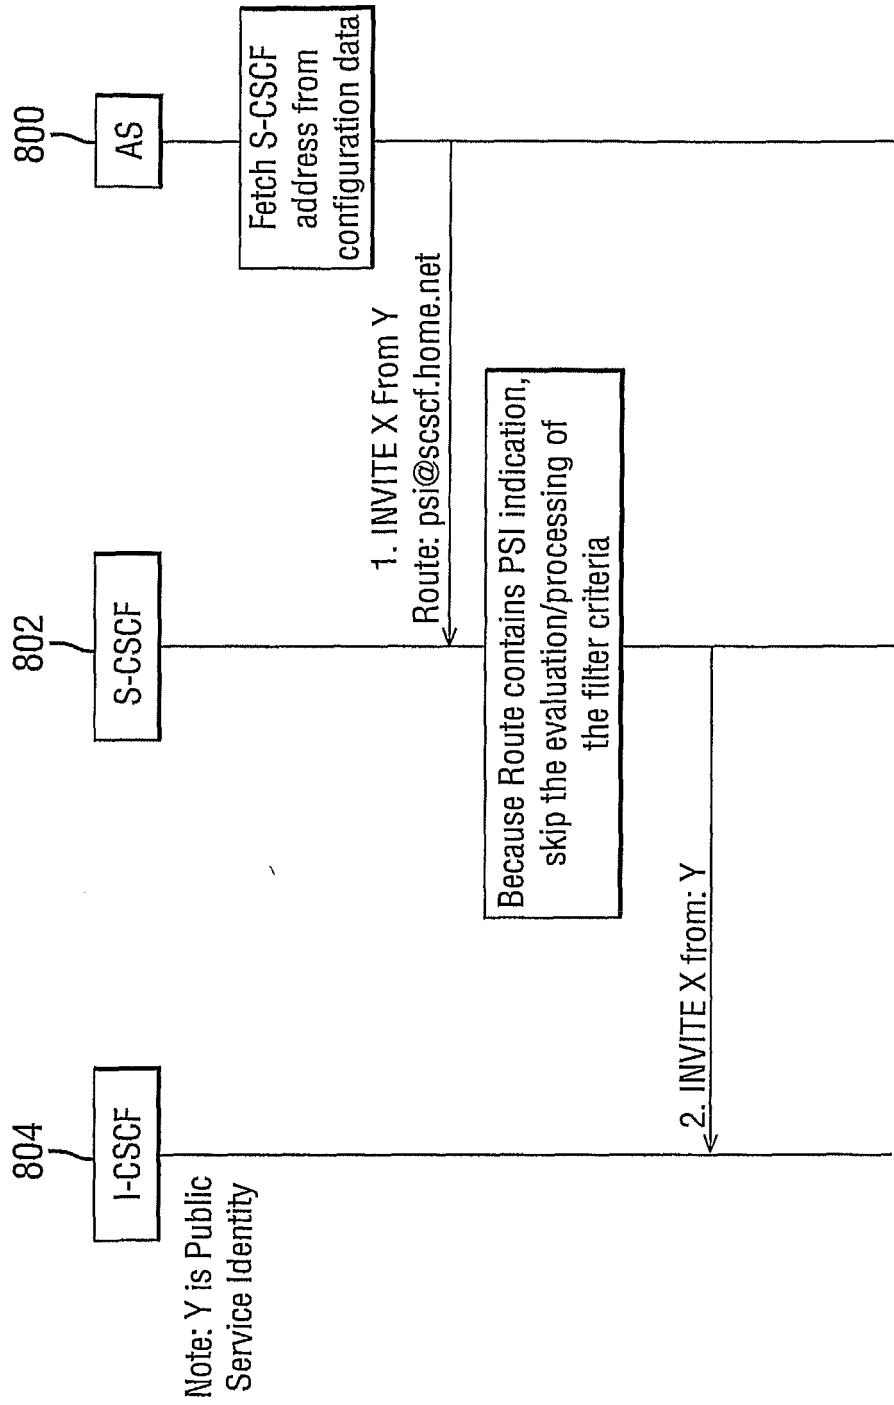 804
802
800
I-CSCF
S-CSCF
AS
Note: Y is Public
Service Identity
Fetch S-CSCF
address from
configuration data
1. INVITE X From Y
Route: psi@scscf.home.net
Because Route contains PSI indication,
skip the evaluation/processing of
the filter criteria
2. INVITE X from: Y